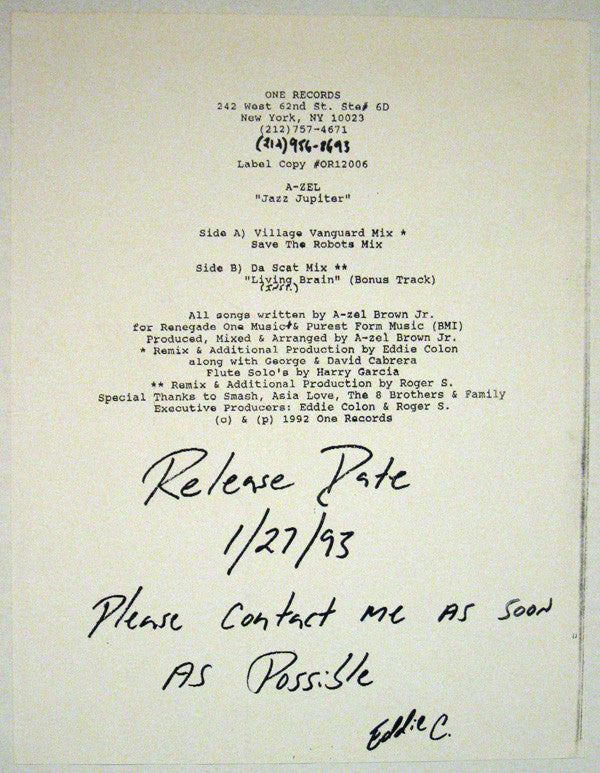 ONE RECORDS
242 West 62nd St. Ste# 6D
New York, NY 10023
(212)757-4671
(212)956-8693
Label Copy #OR12006
A-ZEL
"Jazz Jupiter"
Side A) Village Vanguard Mix *
Save The Robots Mix
Side B) Da Scat Mix **
"Living Brain" (Bonus Track)
(INST.)
All songs written by A-zel Brown Jr.
for Renegade One Music & Purest Form Music (BMI)
Produced, Mixed & Arranged by A-zel Brown Jr.
* Remix & Additional Production by Eddie Colon
along with George & David Cabrera
Flute Solo's by Harry Garcia
** Remix & Additional Production by Roger S.
Special Thanks to Smash, Asia Love, The 8 Brothers & Family
Executive Producers: Eddie Colon & Roger S.
(c) & (p) 1992 One Records
Release Date
1/27/93
Please Contact me As Soon
As Possible
Eddie C.